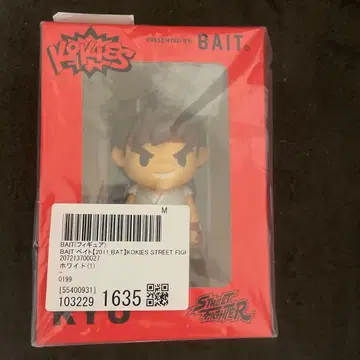 KOKIES
PRESENTED BY BAIT®
M
BAIT(フィギュア)
BAIT ベイト【2011 BAIT】KOKIES STREET FIGH
207213700027
ホワイト(1)
-
0199
[55400931]
103229 1635
RYU
STREET FIGHTER